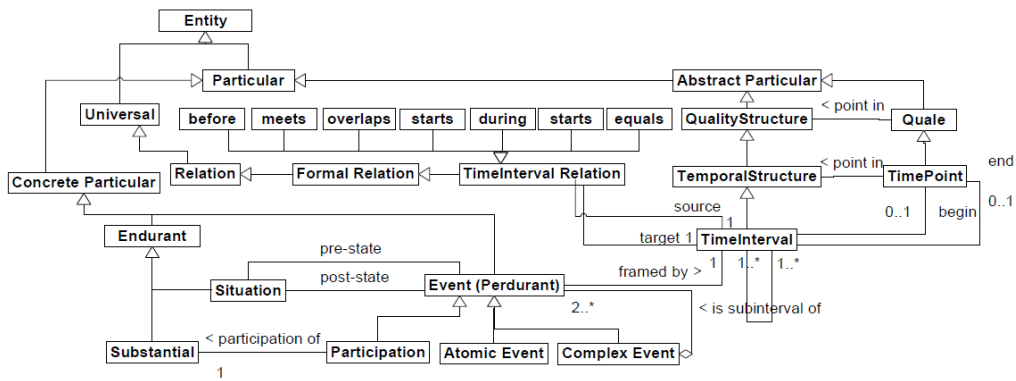 Entity
Particular
Abstract Particular
Universal
before
meets
overlaps
starts
during
starts
equals
QualityStructure
< point in
Quale
Concrete Particular
Relation
Formal Relation
TimeInterval Relation
TemporalStructure
< point in
TimePoint
end
0..1
source
1
0..1
begin
Endurant
target 1
TimeInterval
pre-state
post-state
framed by >
1
1..*
1..*
Situation
Event (Perdurant)
2..*
< is subinterval of
< participation of
Substantial
1
Participation
Atomic Event
Complex Event